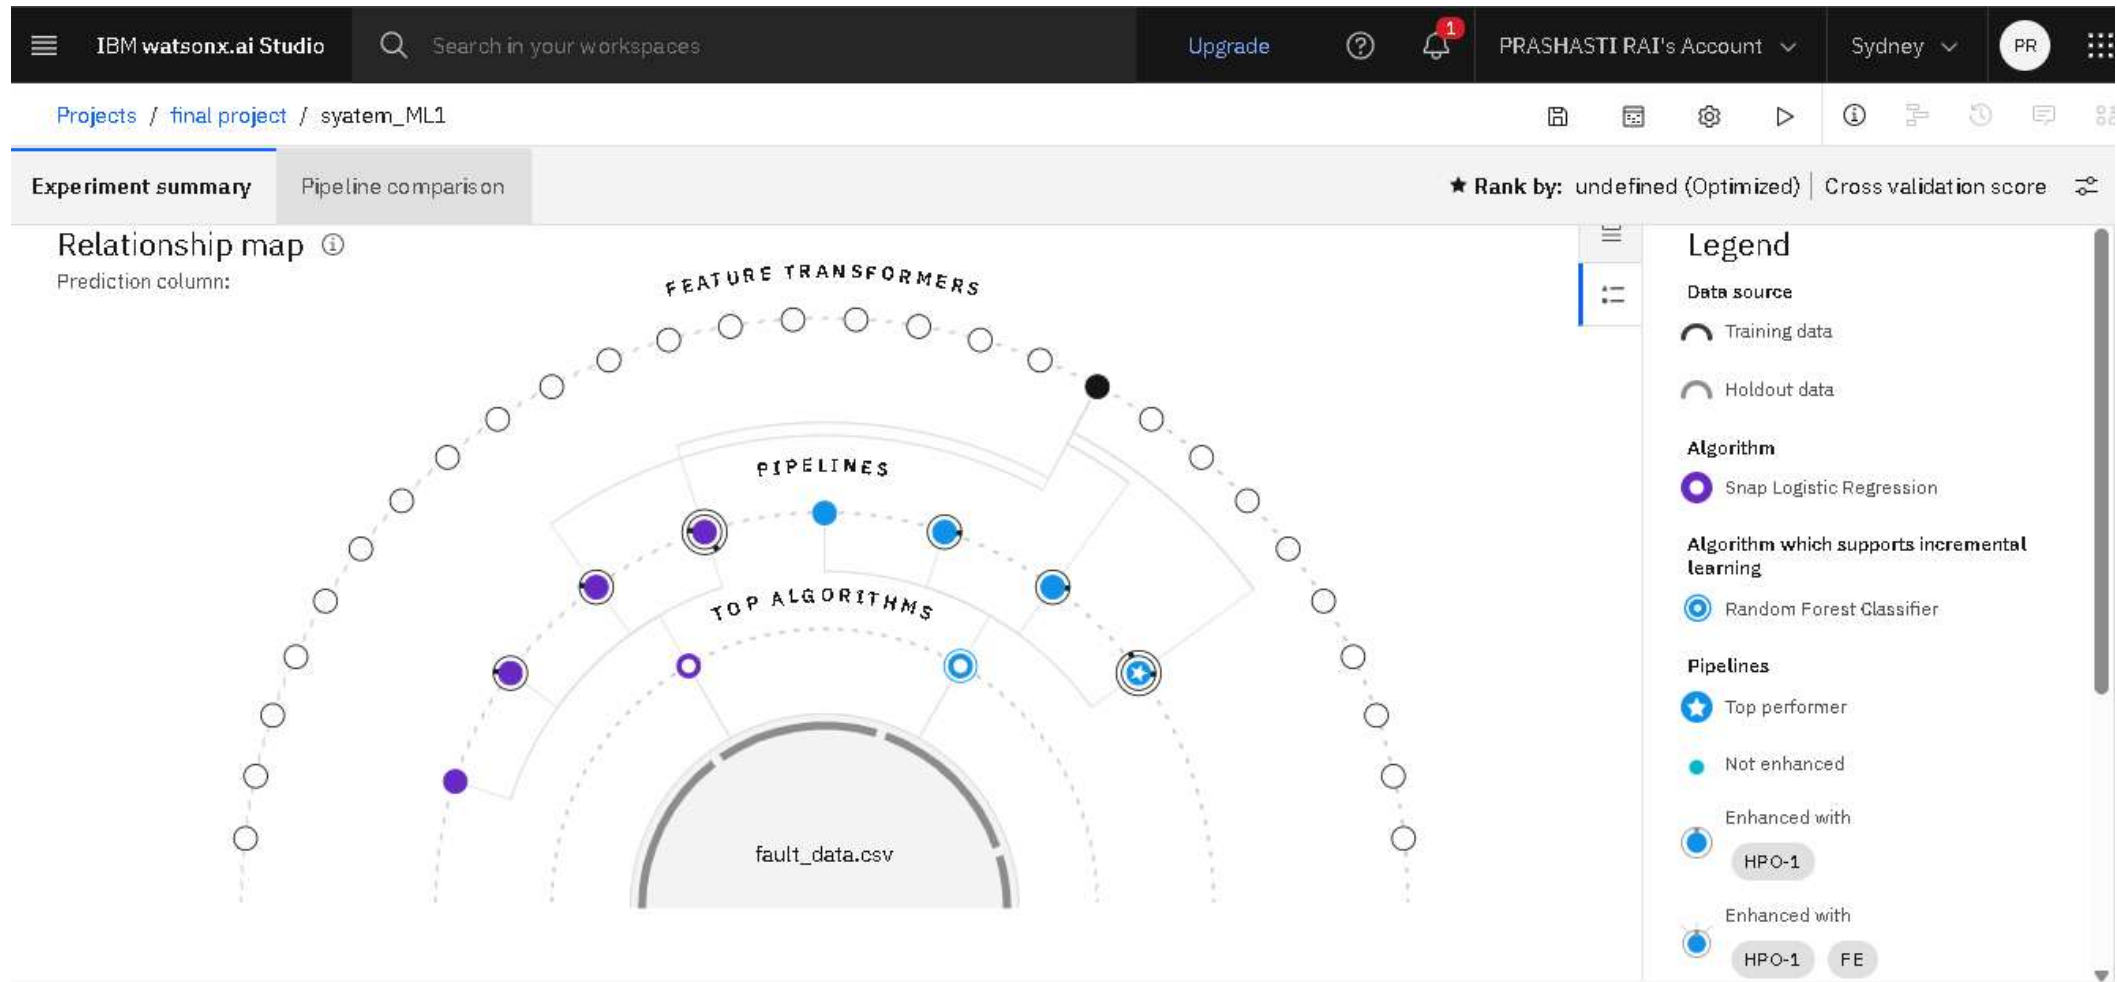 IBM watsonx.ai Studio
Search in your workspaces
Upgrade
1
PRASHASTI RAI's Account
Sydney
PR
Projects / final project / syatem_ML1
Experiment summary
Pipeline comparison
★ Rank by: undefined (Optimized) | Cross validation score
Relationship map
Prediction column:
FEATURE TRANSFORMERS
PIPELINES
TOP ALGORITHMS
fault_data.csv
Legend
Data source
Training data
Holdout data
Algorithm
Snap Logistic Regression
Algorithm which supports incremental
learning
Random Forest Classifier
Pipelines
Top performer
Not enhanced
Enhanced with
HPO-1
Enhanced with
HPO-1 FE